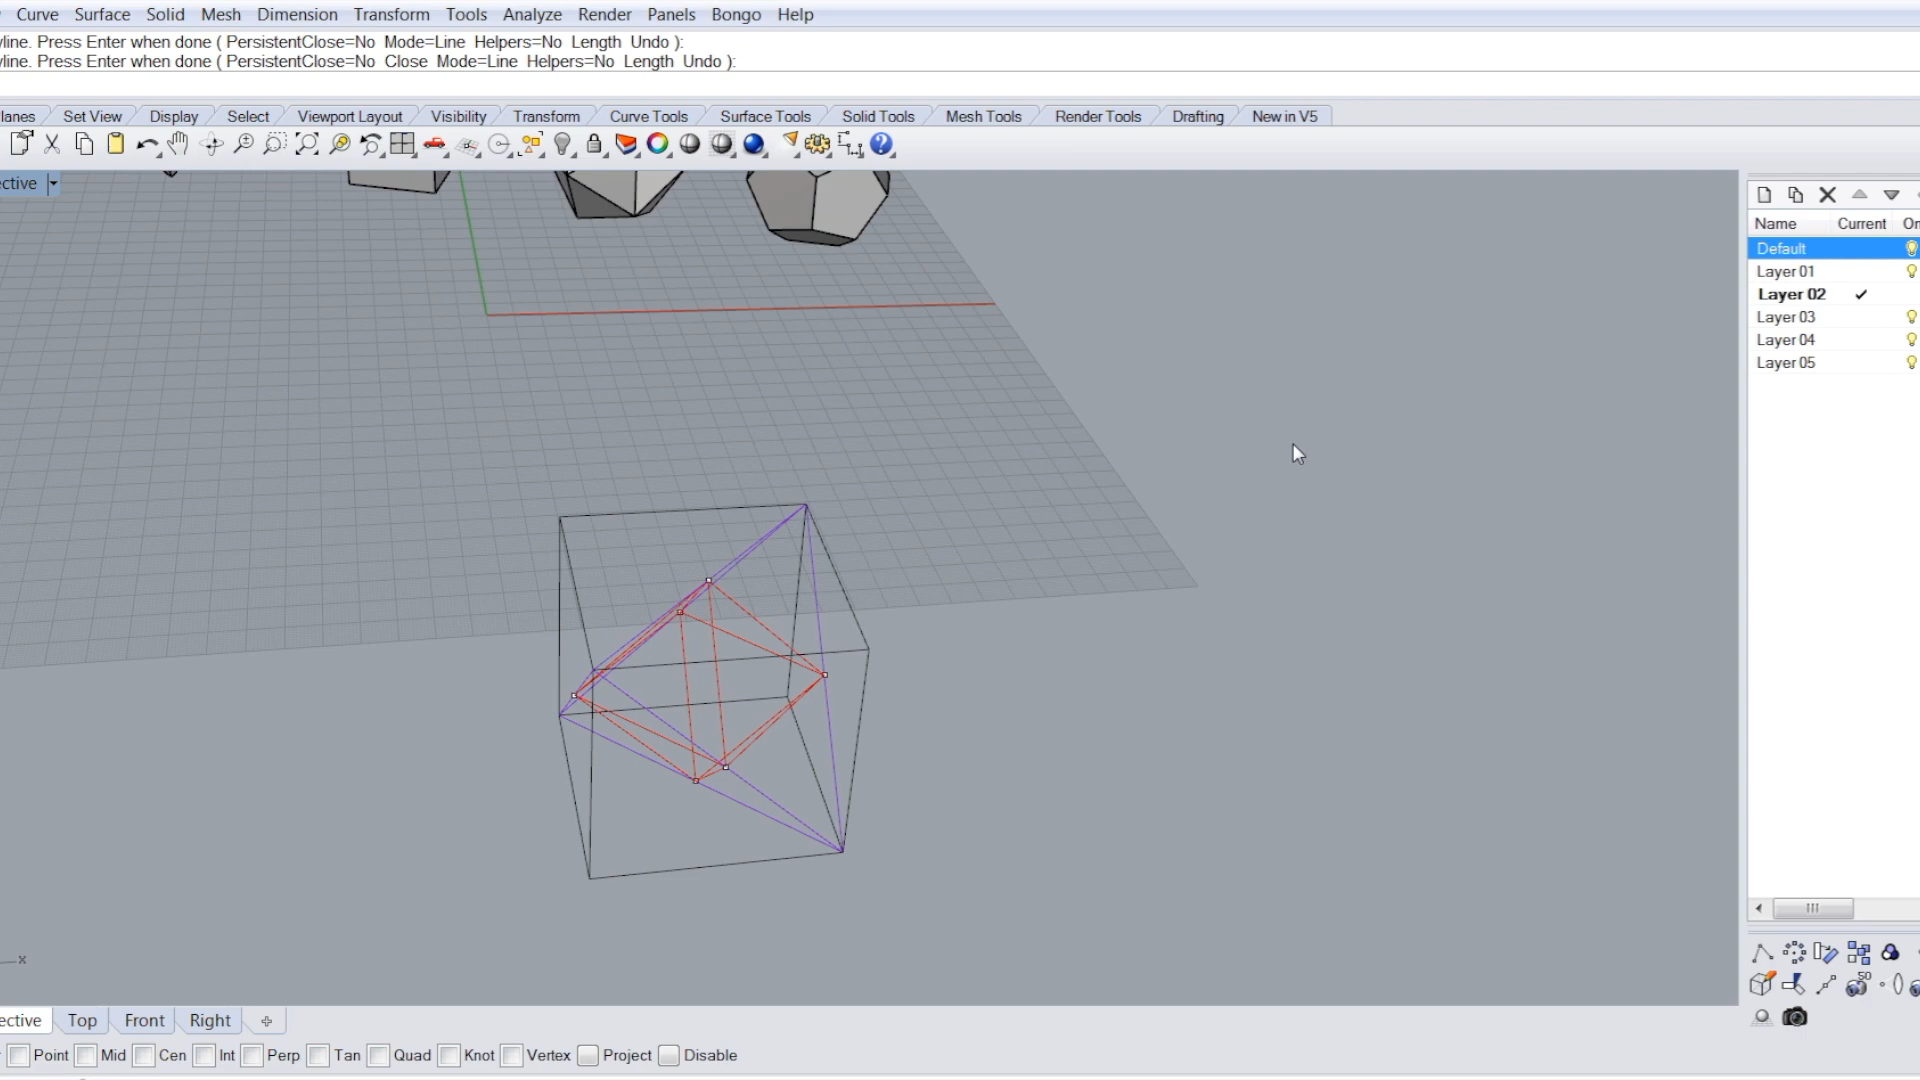 Curve Surface Solid Mesh Dimension Transform Tools Analyze Render Panels Bongo Help
yline. Press Enter when done ( PersistentClose=No Mode=Line Helpers=No Length Undo ):
yline. Press Enter when done ( PersistentClose=No Close Mode=Line Helpers=No Length Undo ):
lanes Set View Display Select Viewport Layout Visibility Transform Curve Tools Surface Tools Solid Tools Mesh Tools Render Tools Drafting New in V5
ective
Name Current On
Default
Layer 01
Layer 02
Layer 03
Layer 04
Layer 05
x
50
ective Top Front Right
Point Mid Cen Int Perp Tan Quad Knot Vertex Project Disable